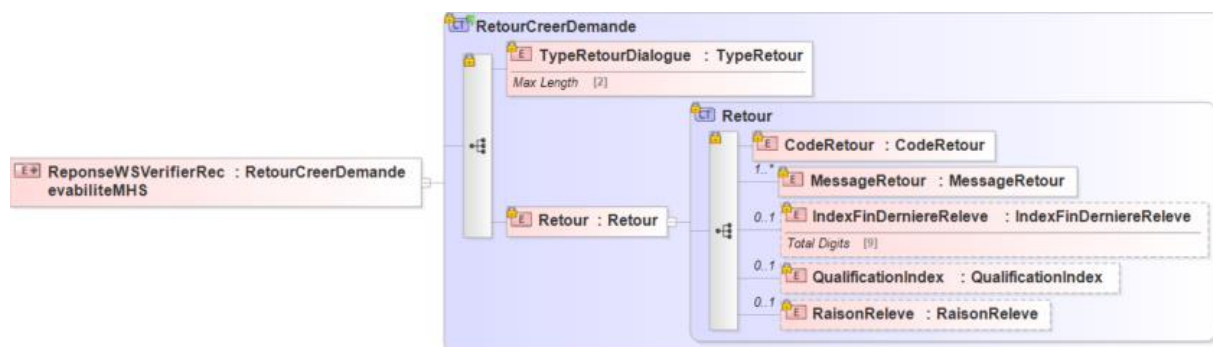 RetourCreerDemande
TypeRetourDialogue : TypeRetour
Max Length [2]
Retour
CodeRetour : CodeRetour
ReponseWSVerifierRec : RetourCreerDemande
evabiliteMHS
1..*
MessageRetour : MessageRetour
Retour : Retour
0..1
IndexFinDerniereReleve : IndexFinDerniereReleve
Total Digits [9]
0..1
QualificationIndex : QualificationIndex
0..1
RaisonReleve : RaisonReleve